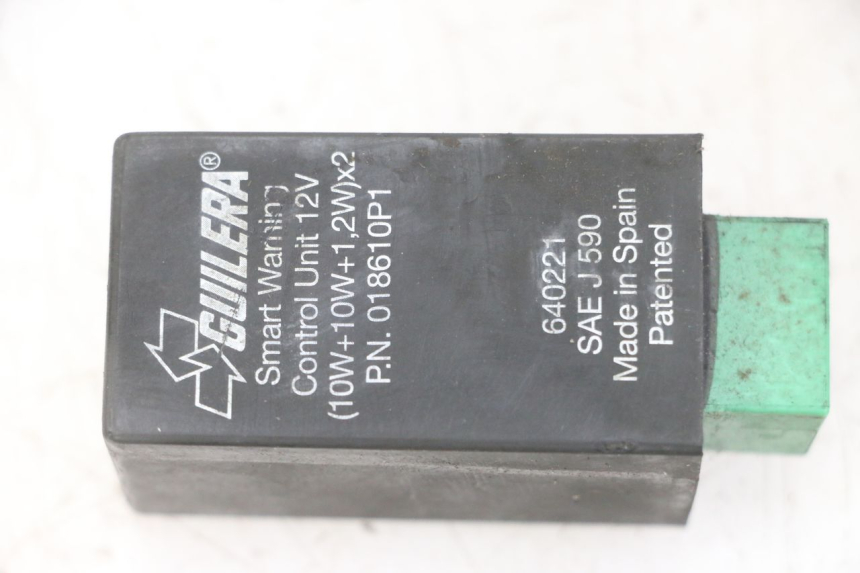 GUILERA®
Smart Warning
Control Unit 12V
(10W+10W+1,2W)x2
P.N. 018610P1
640221
SAE J 590
Made in Spain
Patented